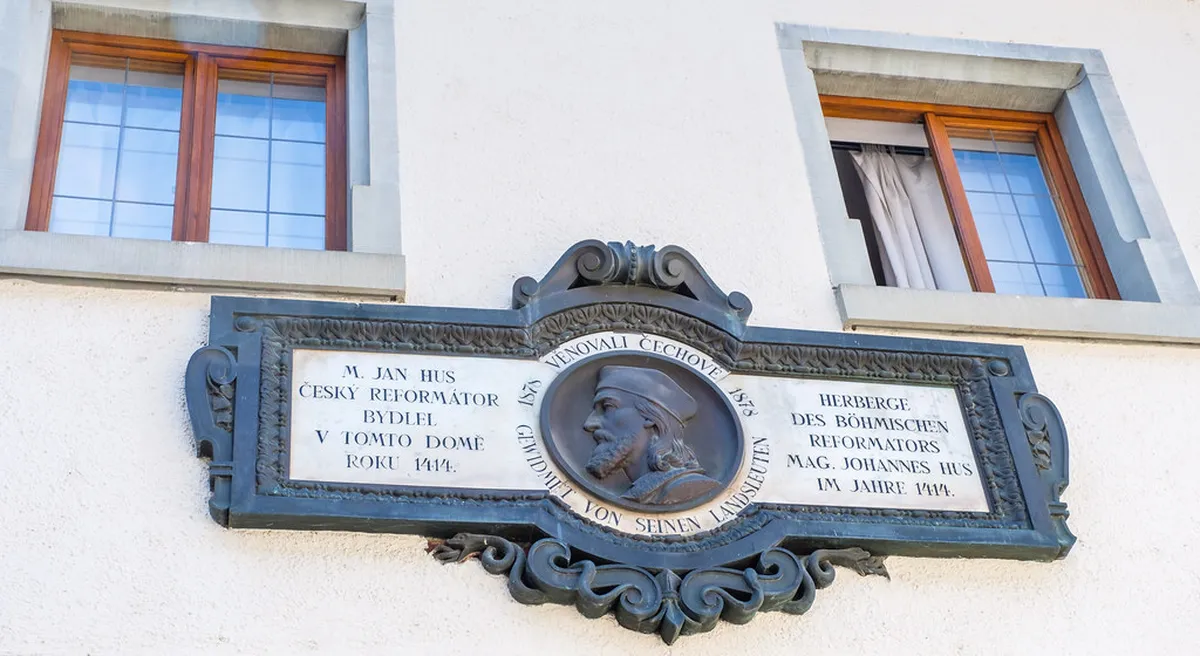 M. JAN HUS
ČESKÝ REFORMÁTOR
BYDLEL
V TOMTO DOMĚ
ROKU 1414.
VĚNOVALI ČECHOVÉ
1878 1878
GEWIDMET VON SEINEN LANDSLEUTEN
HERBERGE
DES BÖHMISCHEN
REFORMATORS
MAG. JOHANNES HUS
IM JAHRE 1414.